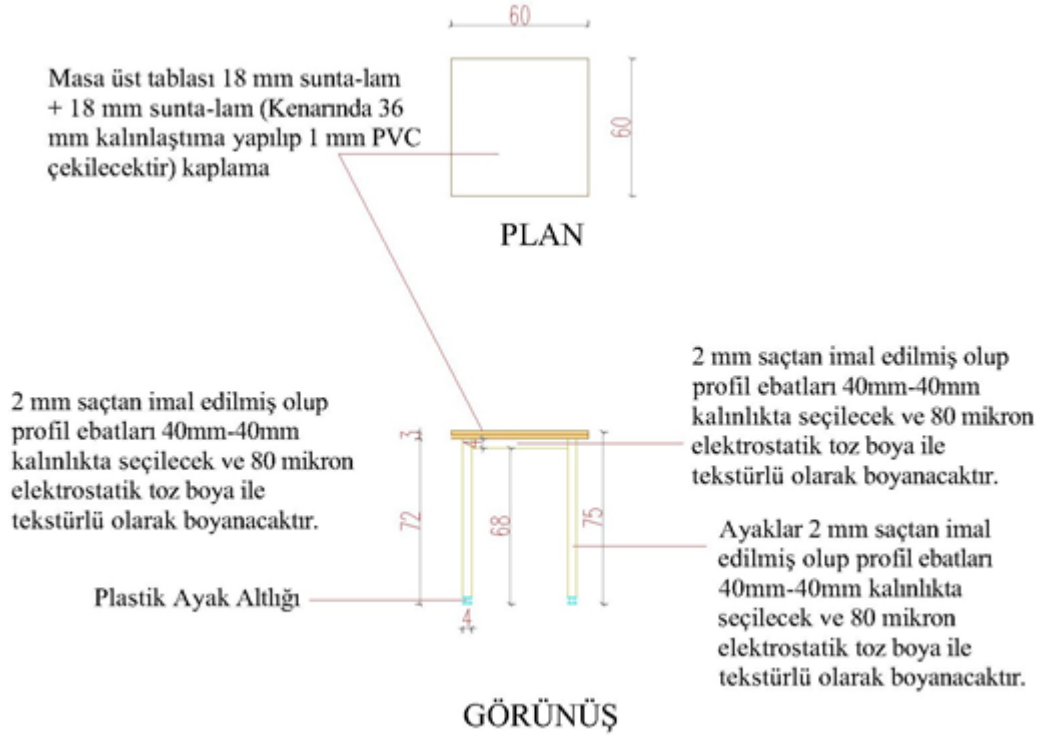 60
Masa üst tablası 18 mm sunta-lam
+ 18 mm sunta-lam (Kenarında 36
mm kalınlaştıma yapılıp 1 mm PVC
çekilecektir) kaplama
60
PLAN
2 mm saçtan imal edilmiş olup
profil ebatları 40mm-40mm
kalınlıkta seçilecek ve 80 mikron
elektrostatik toz boya ile
tekstürlü olarak boyanacaktır.
2 mm saçtan imal edilmiş olup
profil ebatları 40mm-40mm
kalınlıkta seçilecek ve 80 mikron
elektrostatik toz boya ile
tekstürlü olarak boyanacaktır.
3
4
72
68
75
Ayaklar 2 mm saçtan imal
edilmiş olup profil ebatları
40mm-40mm kalınlıkta
seçilecek ve 80 mikron
elektrostatik toz boya ile
tekstürlü olarak boyanacaktır.
Plastik Ayak Altlığı
4
GÖRÜNÜŞ